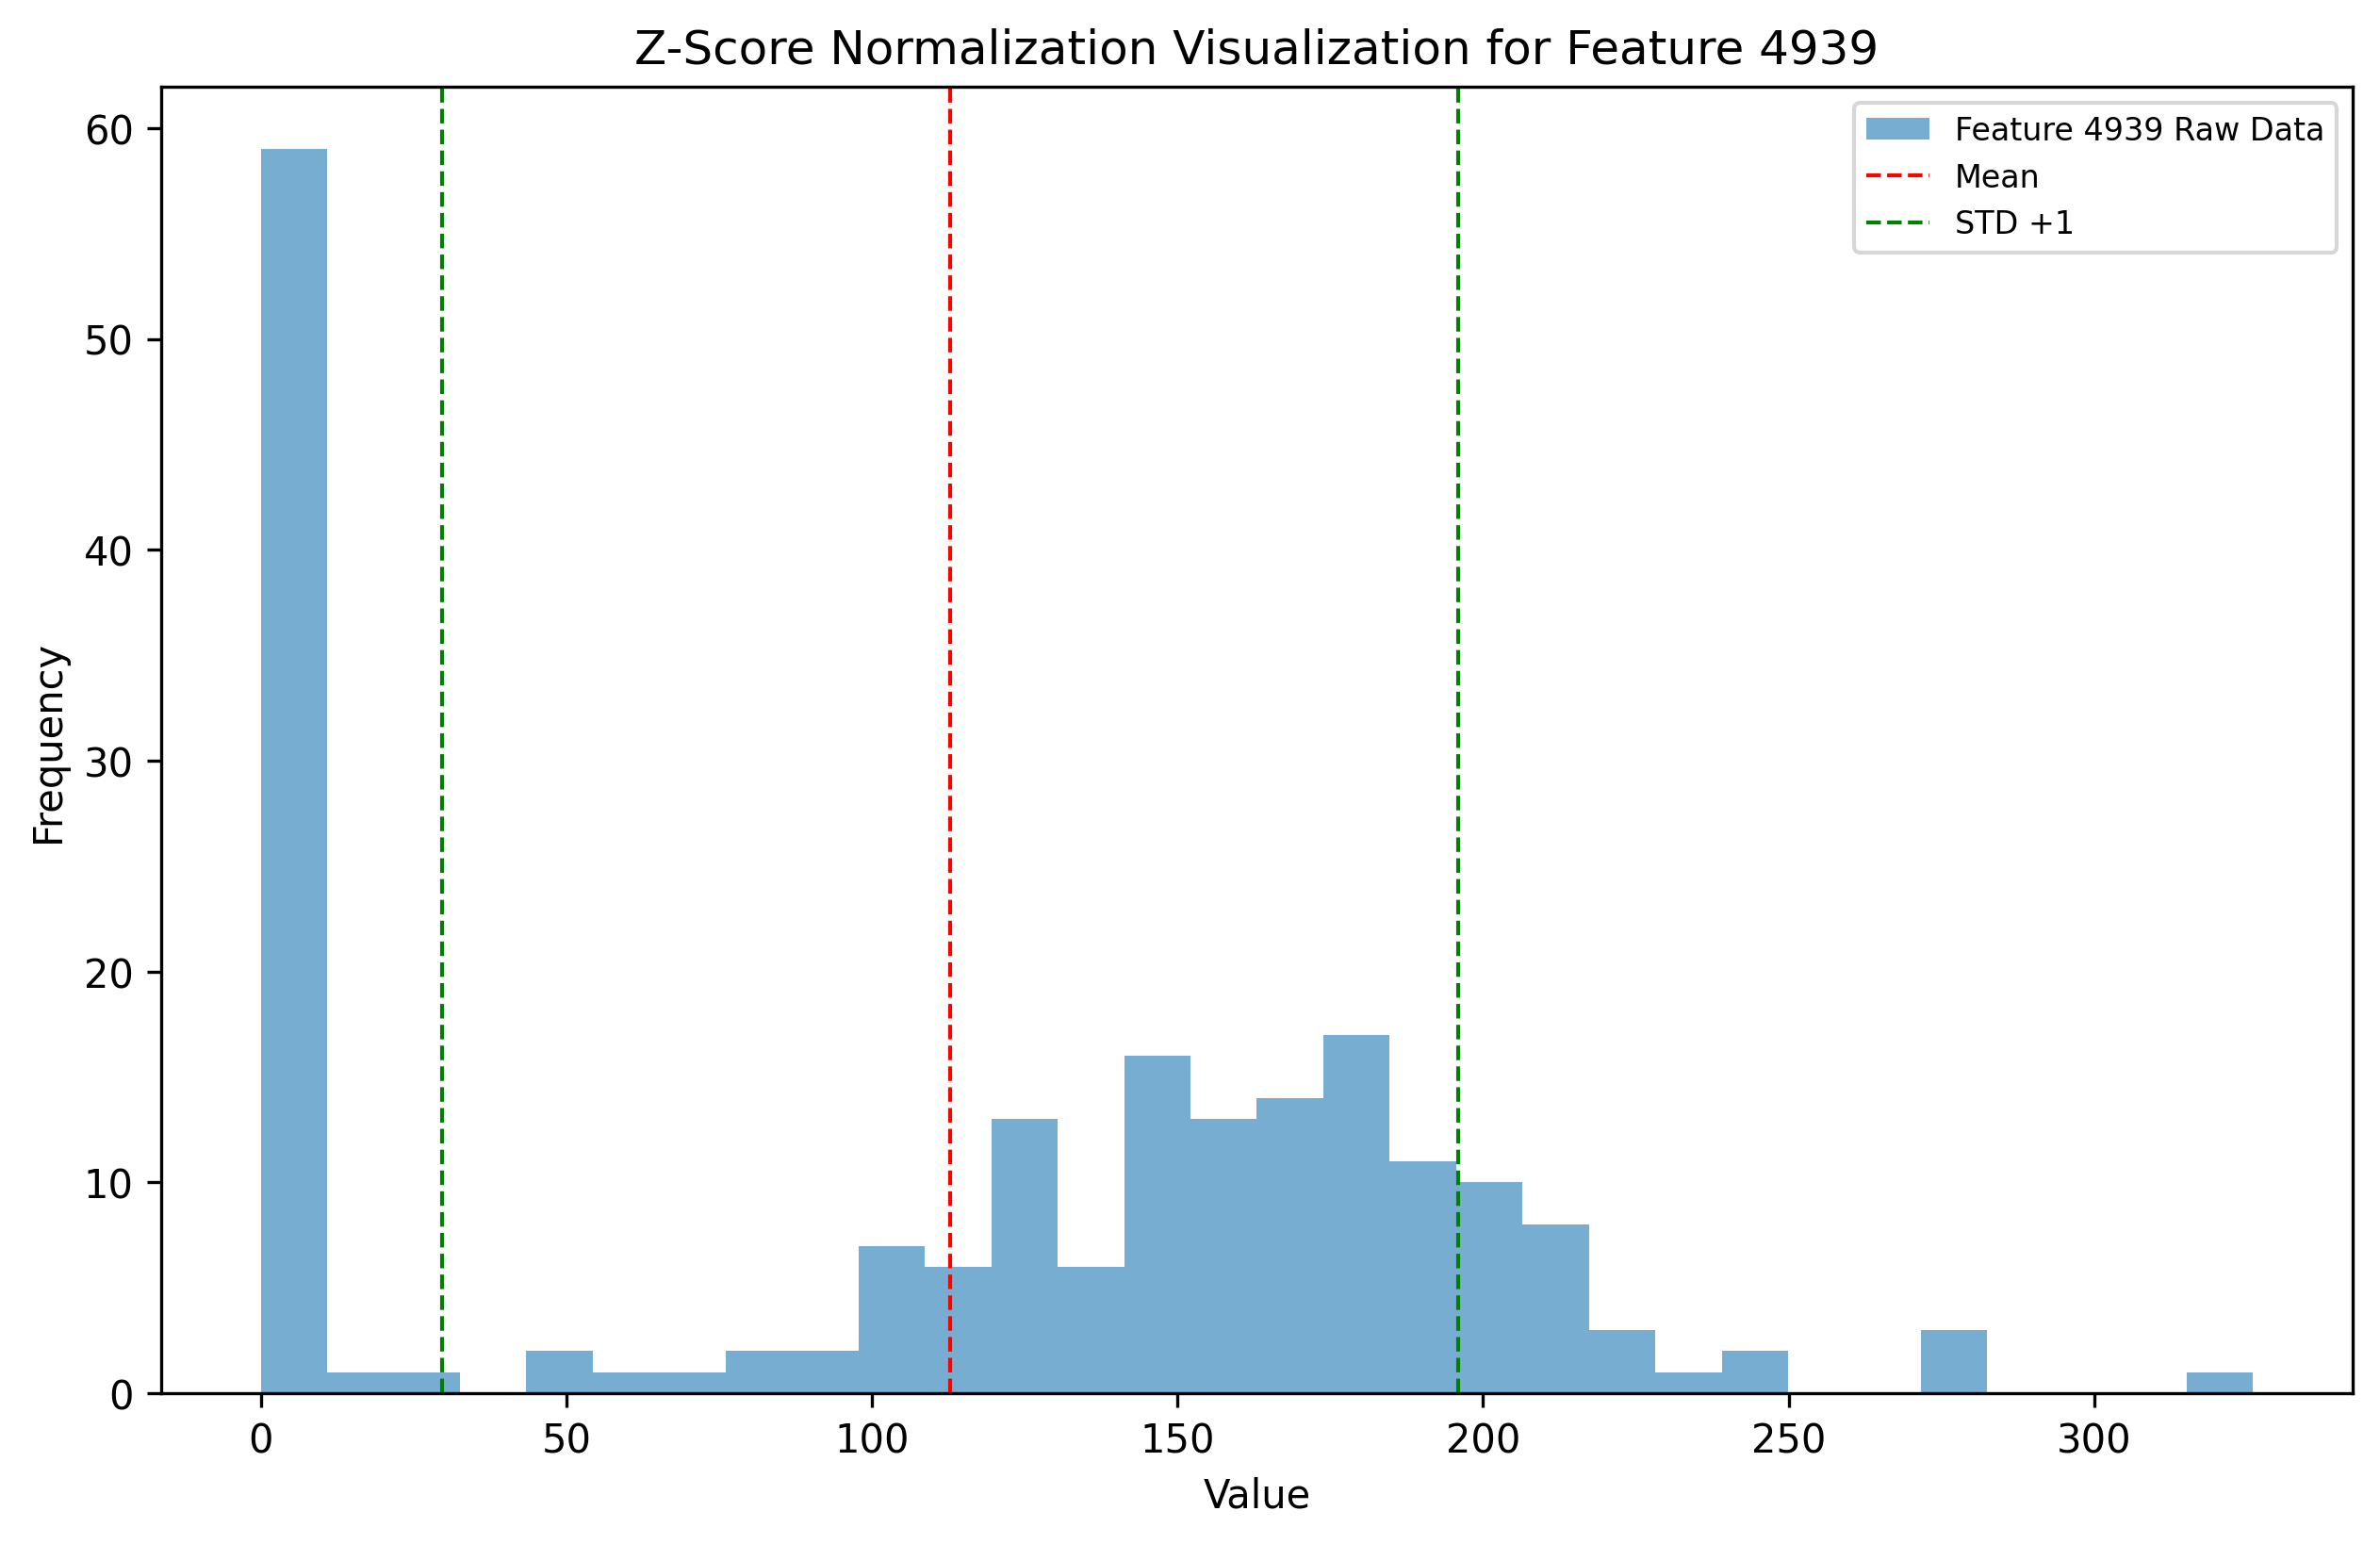 Z-Score Normalization Visualization for Feature 4939
Feature 4939 Raw Data
Mean
STD +1
60
50
40
30
20
10
0
Frequency
0 50 100 150 200 250 300
Value